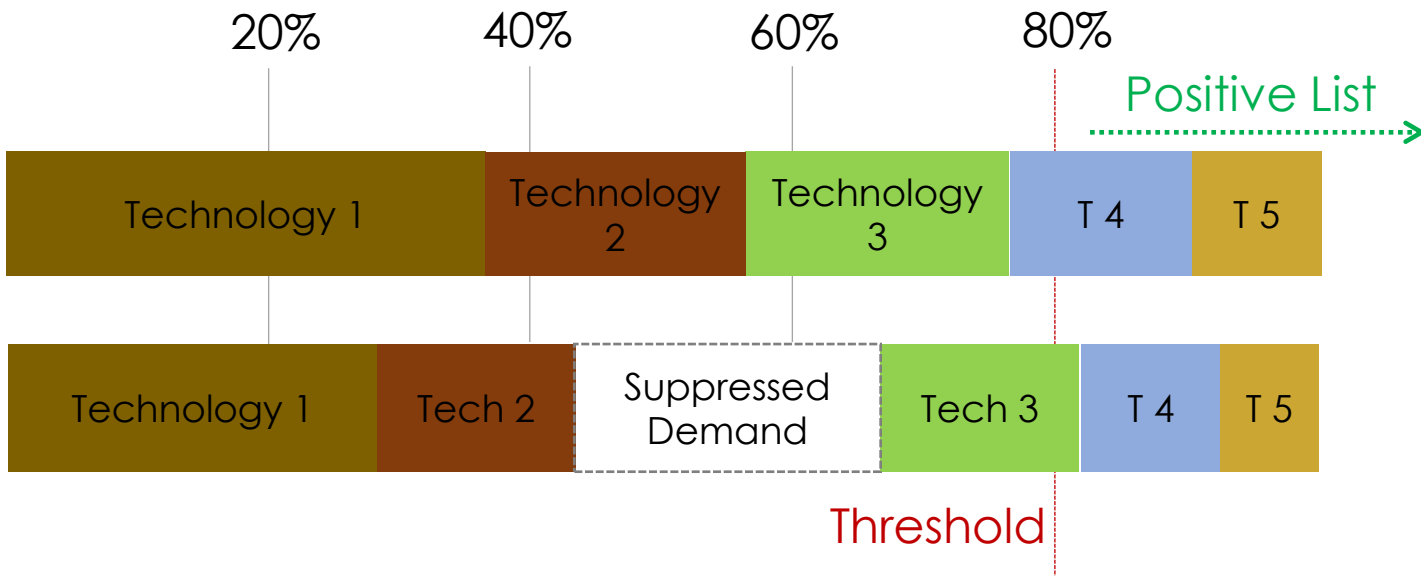 20%
40%
60%
80%
Positive List
Technology 1
Technology
2
Technology
3
T 4
T 5
Technology 1
Tech 2
Suppressed
Demand
Tech 3
T 4
T 5
Threshold